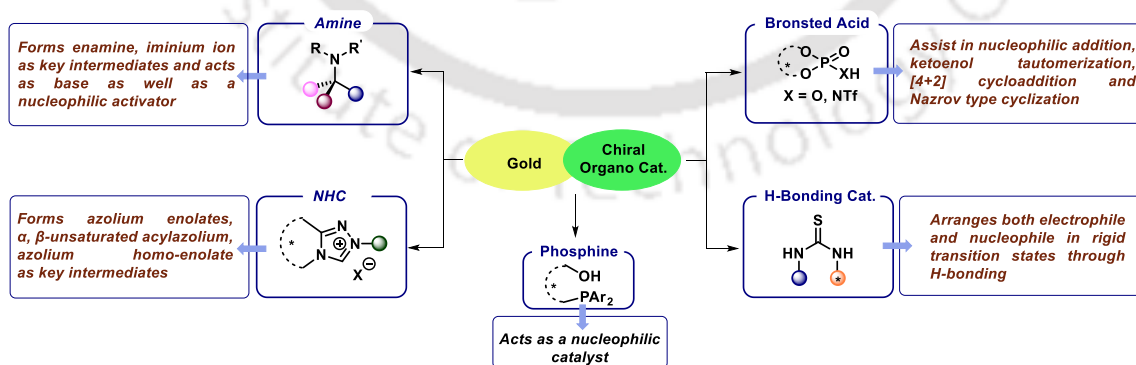 Amine
Forms enamine, iminium ion
as key intermediates and acts
as base as well as a
nucleophilic activator
R
R'
N
Bronsted Acid
O
O
P
O
XH
*
X = O, NTf
Assist in nucleophilic addition,
ketoenol tautomerization,
[4+2] cycloaddition and
Nazrov type cyclization
Gold
Chiral
Organo Cat.
NHC
Forms azolium enolates,
α, β-unsaturated acylazolium,
azolium homo-enolate
as key intermediates
N
N
N
*
+
X⊖
Phosphine
OH
*
PAr2
Acts as a nucleophilic
catalyst
H-Bonding Cat.
S
HN
NH
*
Arranges both electrophile
and nucleophile in rigid
transition states through
H-bonding